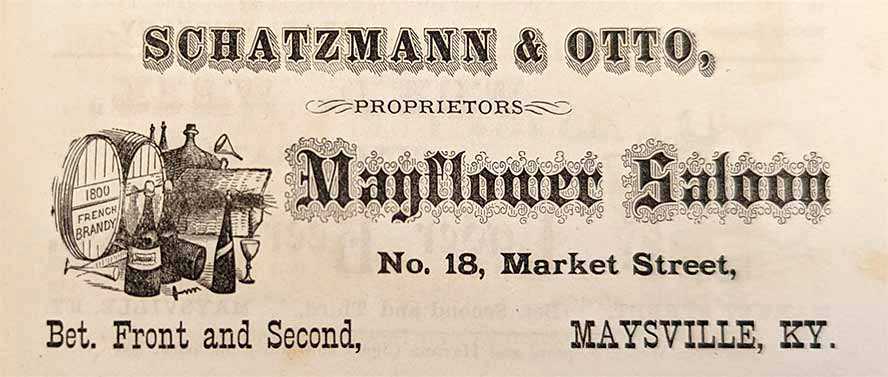 SCHATZMANN & OTTO,
PROPRIETORS
Mayflower Saloon
1800
FRENCH
BRANDY
No. 18, Market Street,
Bet. Front and Second, MAYSVILLE, KY.